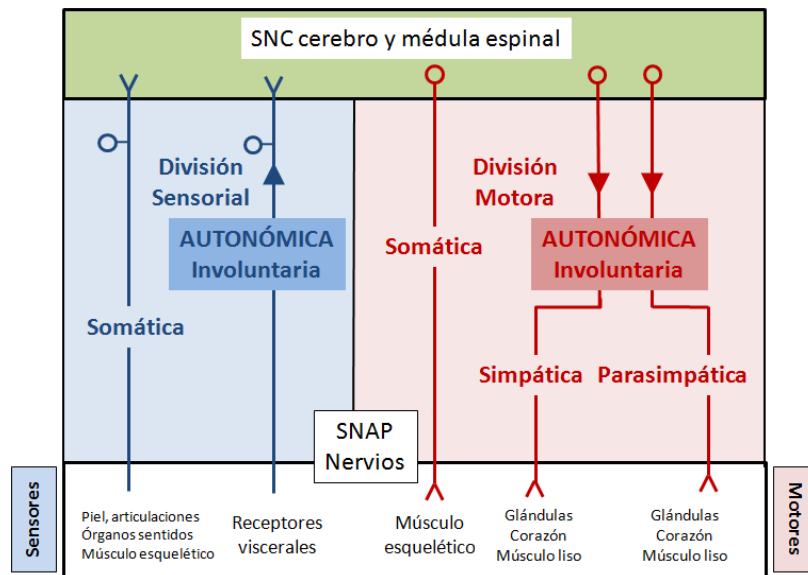 SNC cerebro y médula espinal
División
Sensorial
AUTONÓMICA
Involuntaria
Somática
División
Motora
Somática
AUTONÓMICA
Involuntaria
Simpática
Parasimpática
SNAP
Nervios
Sensores
Piel, articulaciones
Órganos sentidos
Músculo esquelético
Receptores
viscerales
Músculo
esquelético
Glándulas
Corazón
Músculo liso
Glándulas
Corazón
Músculo liso
Motores